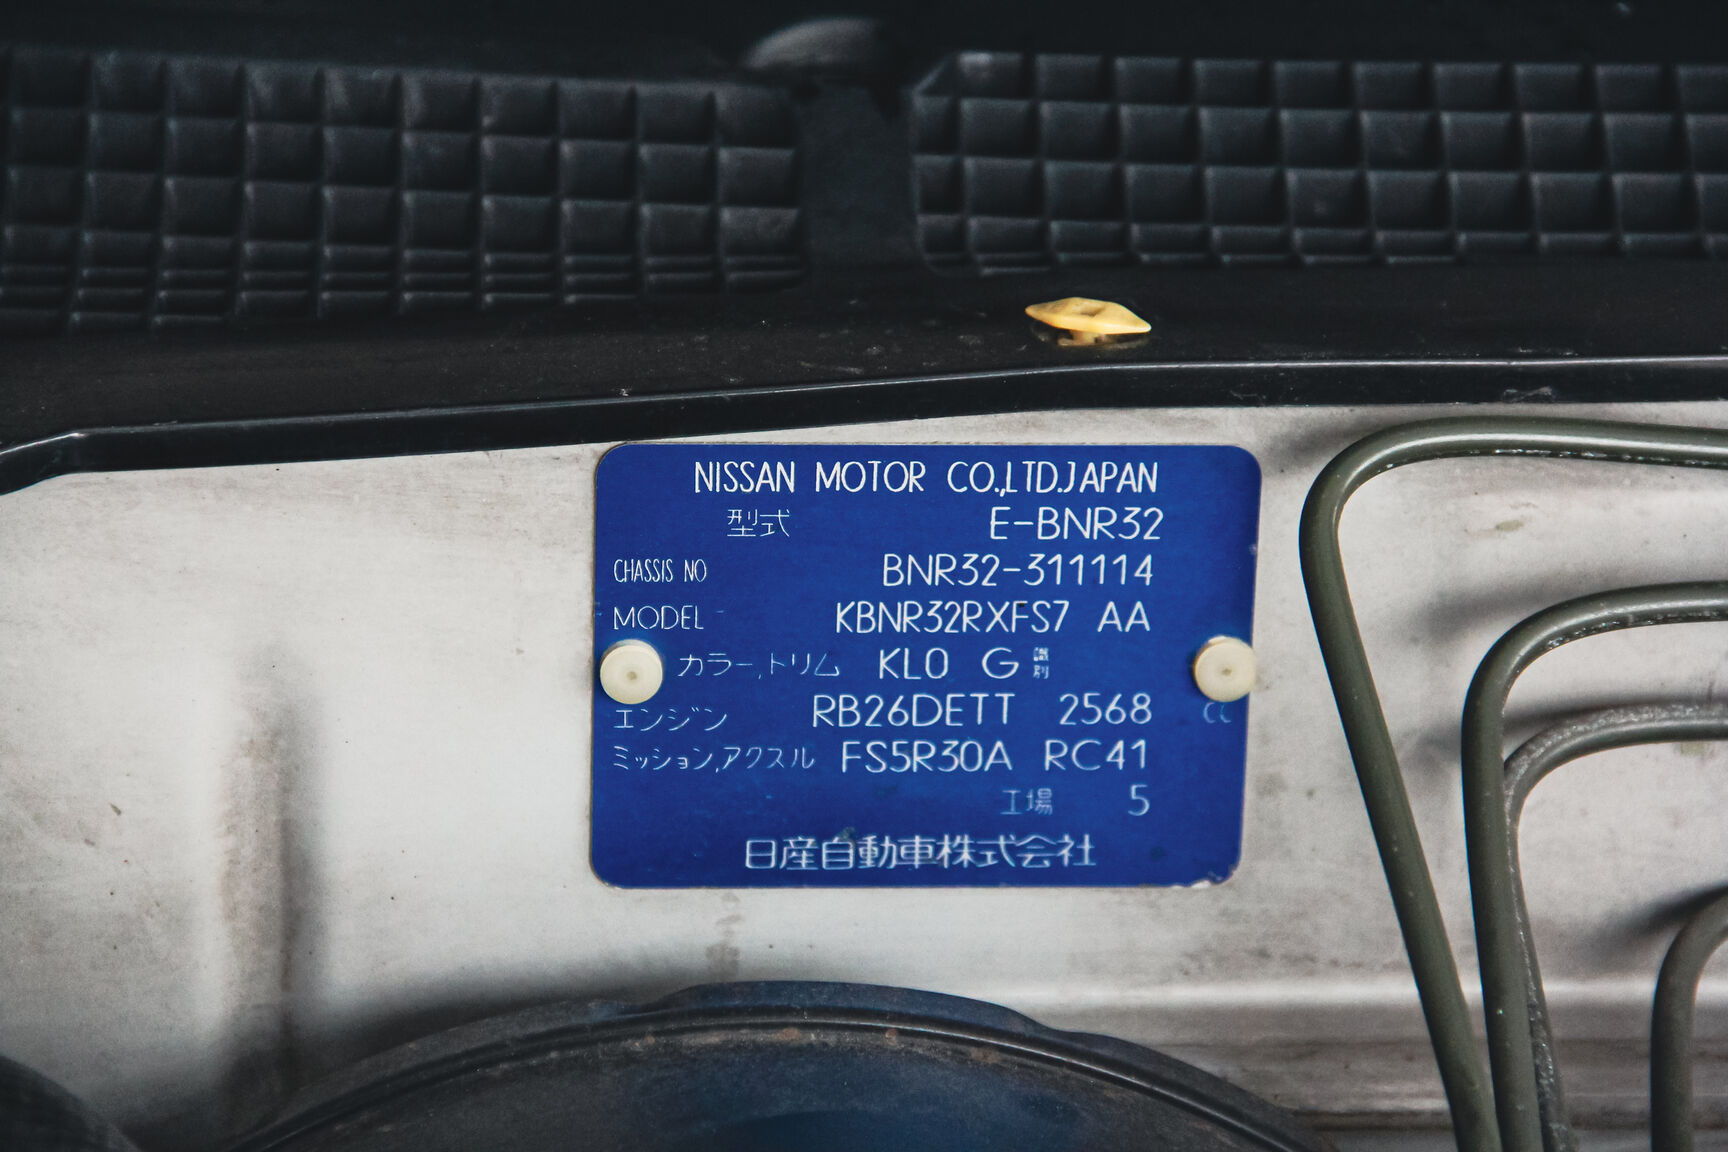 NISSAN MOTOR CO.,LTD.JAPAN
型式 E-BNR32
CHASSIS NO BNR32-311114
MODEL KBNR32RXFS7 AA
カラー,トリム KL0 G 識別
エンジン RB26DETT 2568 cc
ミッション,アクスル FS5R30A RC41
工場 5
日産自動車株式会社